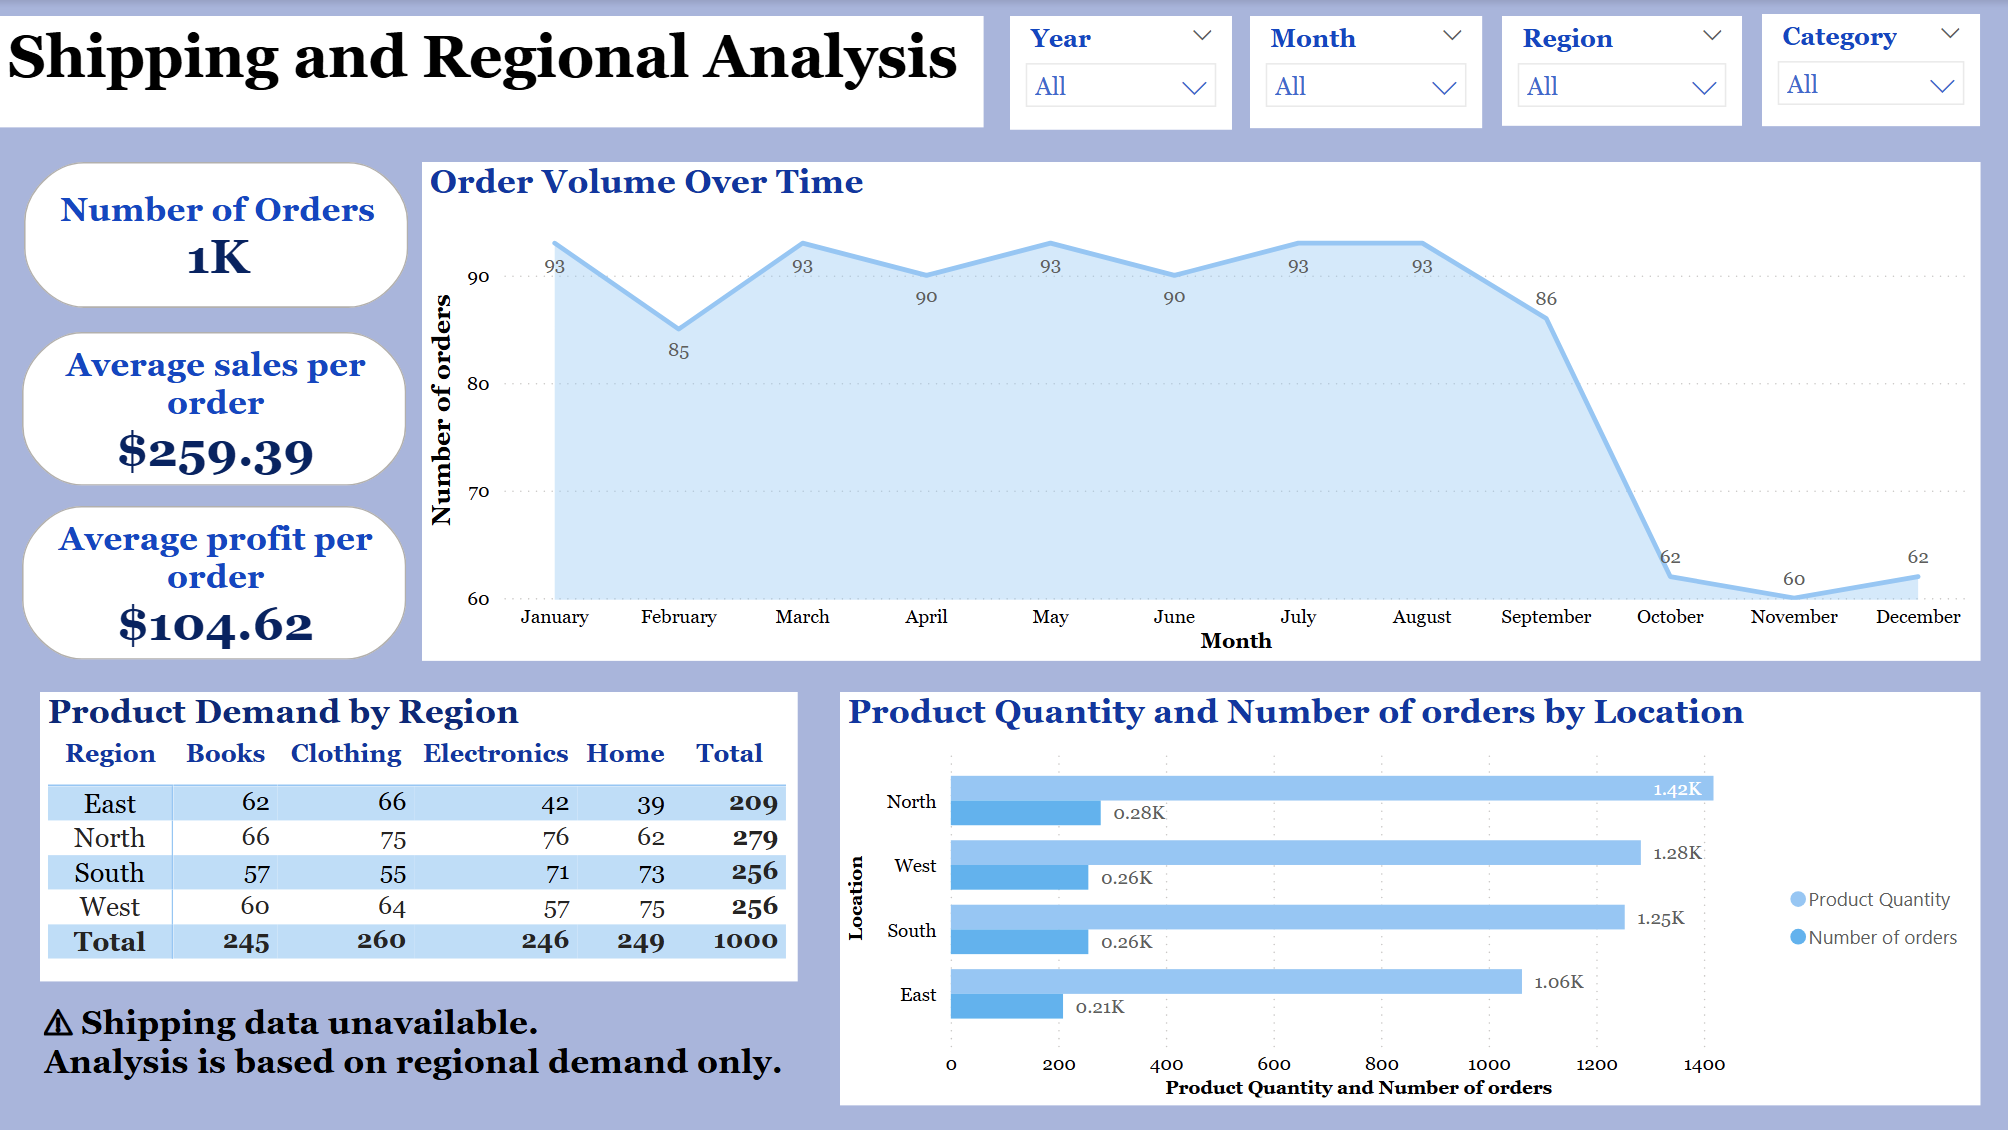 Shipping and Regional Analysis
Year
All
Month
All
Region
All
Category
All
Number of Orders
1K
Average sales per
order
$259.39
Average profit per
order
$104.62
Order Volume Over Time
Number of orders
90
80
70
60
93
85
93
90
93
90
93
93
86
62
60
62
January February March April May June July August September October November December
Month
Product Demand by Region
Region Books Clothing Electronics Home Total
East 62 66 42 39 209
North 66 75 76 62 279
South 57 55 71 73 256
West 60 64 57 75 256
Total 245 260 246 249 1000
⚠ Shipping data unavailable.
Analysis is based on regional demand only.
Product Quantity and Number of orders by Location
Location
North 1.42K
0.28K
West 1.28K
0.26K
South 1.25K
0.26K
East 1.06K
0.21K
0 200 400 600 800 1000 1200 1400
Product Quantity and Number of orders
Product Quantity
Number of orders